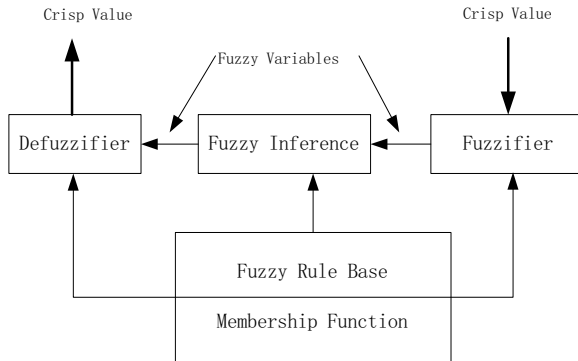 Crisp Value
Crisp Value
Fuzzy Variables
Defuzzifier
Fuzzy Inference
Fuzzifier
Fuzzy Rule Base
Membership Function